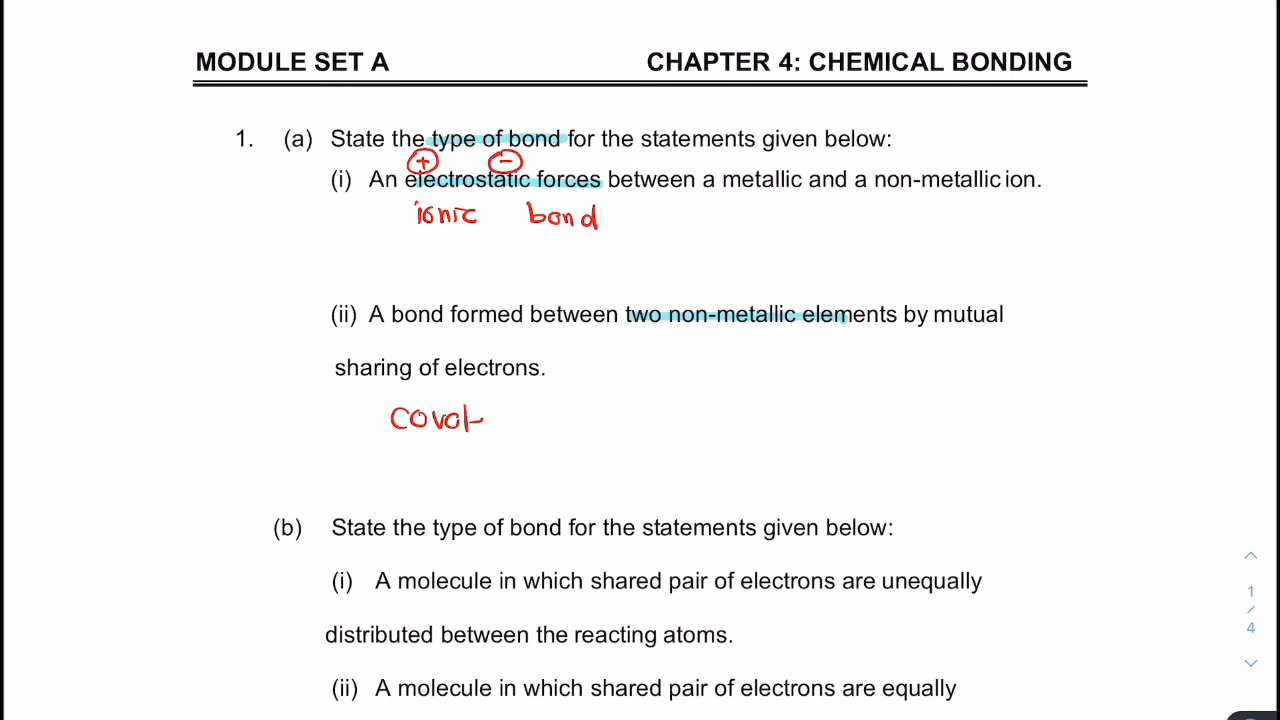 MODULE SET A CHAPTER 4: CHEMICAL BONDING
1. (a) State the type of bond for the statements given below:
+ −
(i) An electrostatic forces between a metallic and a non-metallic ion.
ionic bond
(ii) A bond formed between two non-metallic elements by mutual
sharing of electrons.
coval
(b) State the type of bond for the statements given below:
(i) A molecule in which shared pair of electrons are unequally
distributed between the reacting atoms.
(ii) A molecule in which shared pair of electrons are equally
1
/
4